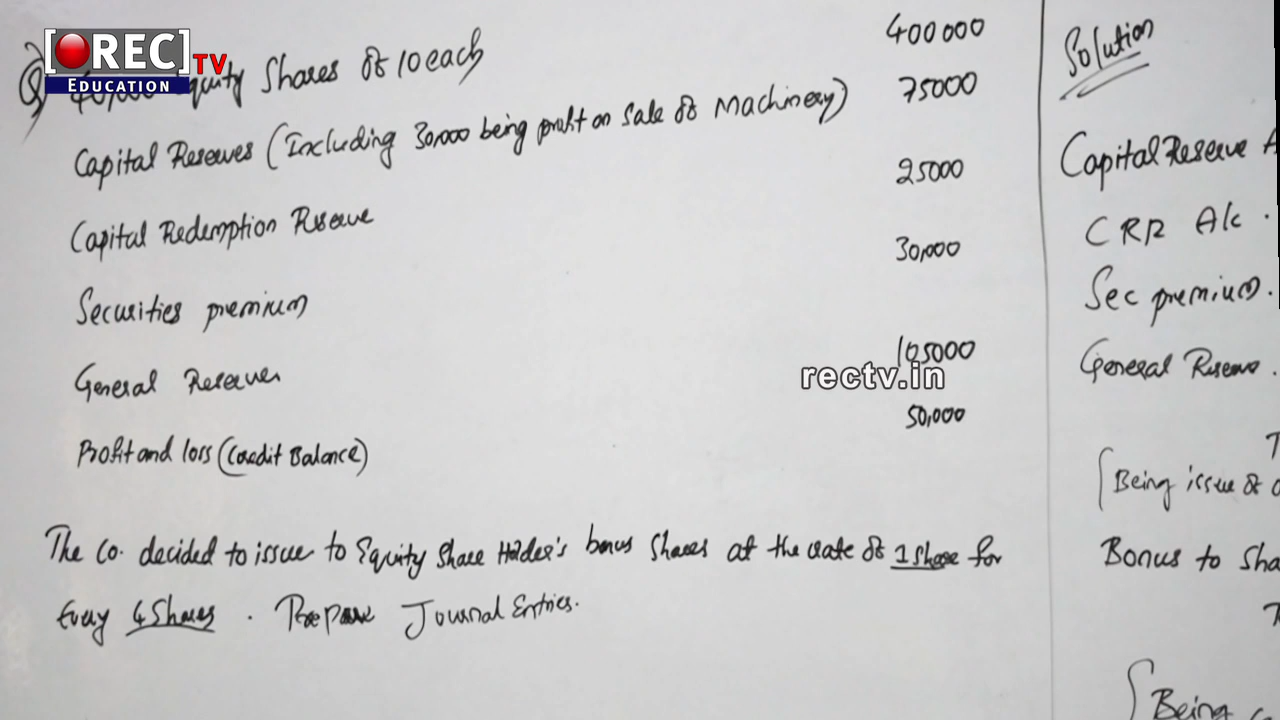 REC TV
EDUCATION
Q) 40,000 Equity Shares of 10 each 400000
Capital Reserves (Including 30,000 being profit on Sale of Machinery) 75000
Capital Redemption Reserve 25000
Securities premium 30,000
General Reserves 105000
rectv.in
Profit and loss (Credit Balance) 50,000
The Co. decided to issue to Equity Share Holder's bonus Shares at the rate of 1 Share for
Every 4 Shares. Prepare Journal Entries.
Solution
Capital Reserve A
CRR A/c
Sec premium.
General Reserve.
T
(Being issue of
Bonus to Sha
T
(Being